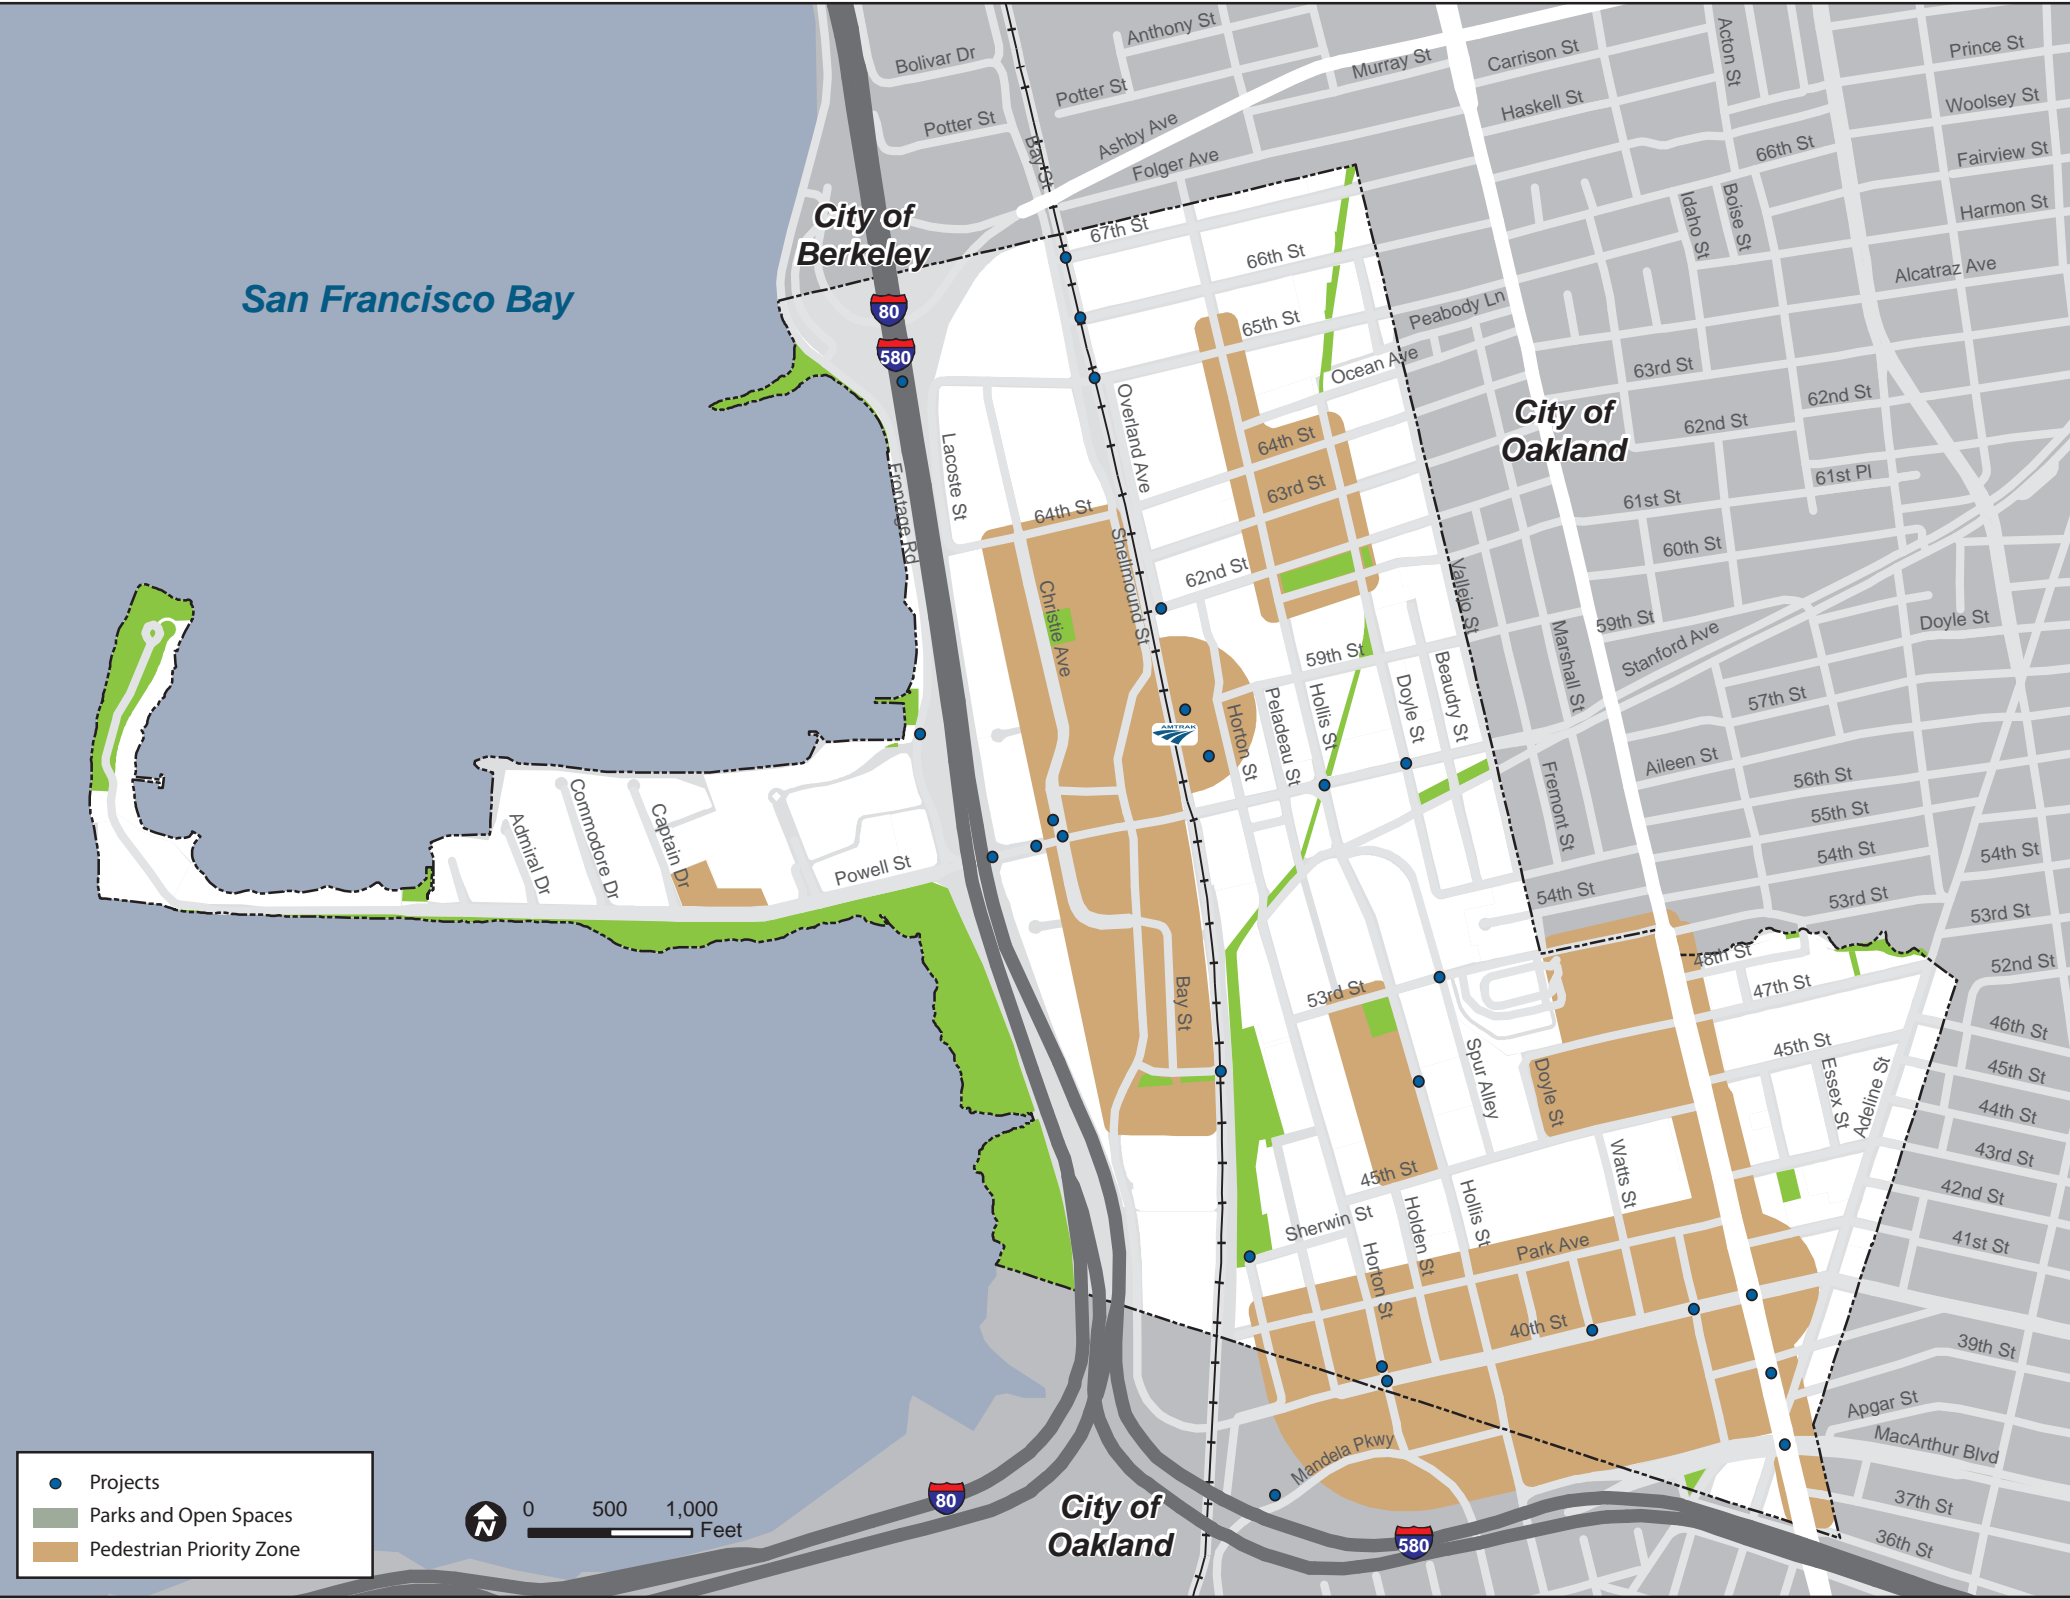 Anthony St
Bolivar Dr
Murray St
Carrison St
Acton St
Prince St
Potter St
Haskell St
Woolsey St
Potter St
Ashby Ave
Bay St
Folger Ave
66th St
Fairview St
City of
Berkeley
67th St
Idaho St
Boise St
Harmon St
66th St
Alcatraz Ave
San Francisco Bay
80
580
65th St
Peabody Ln
Ocean Ave
63rd St
62nd St
City of
Oakland
62nd St
Overland Ave
Lacoste St
Frontage Rd
64th St
63rd St
61st Pl
61st St
64th St
60th St
Shellmound St
62nd St
Christie Ave
Vallejo St
59th St
Doyle St
Stanford Ave
Marshall St
59th St
Beaudry St
Doyle St
Hollis St
Peladeau St
Horton St
57th St
AMTRAK
Aileen St
56th St
Fremont St
55th St
54th St
54th St
Admiral Dr
Commodore Dr
Captain Dr
Powell St
54th St
53rd St
53rd St
48th St
52nd St
47th St
Bay St
53rd St
46th St
45th St
45th St
Spur Alley
Doyle St
Essex St
Adeline St
44th St
43rd St
45th St
Watts St
42nd St
Sherwin St
Holden St
Hollis St
Horton St
Park Ave
41st St
40th St
39th St
Apgar St
MacArthur Blvd
Mandela Pkwy
37th St
36th St
80
City of
Oakland
580
Projects
Parks and Open Spaces
Pedestrian Priority Zone
N
0 500 1,000
Feet